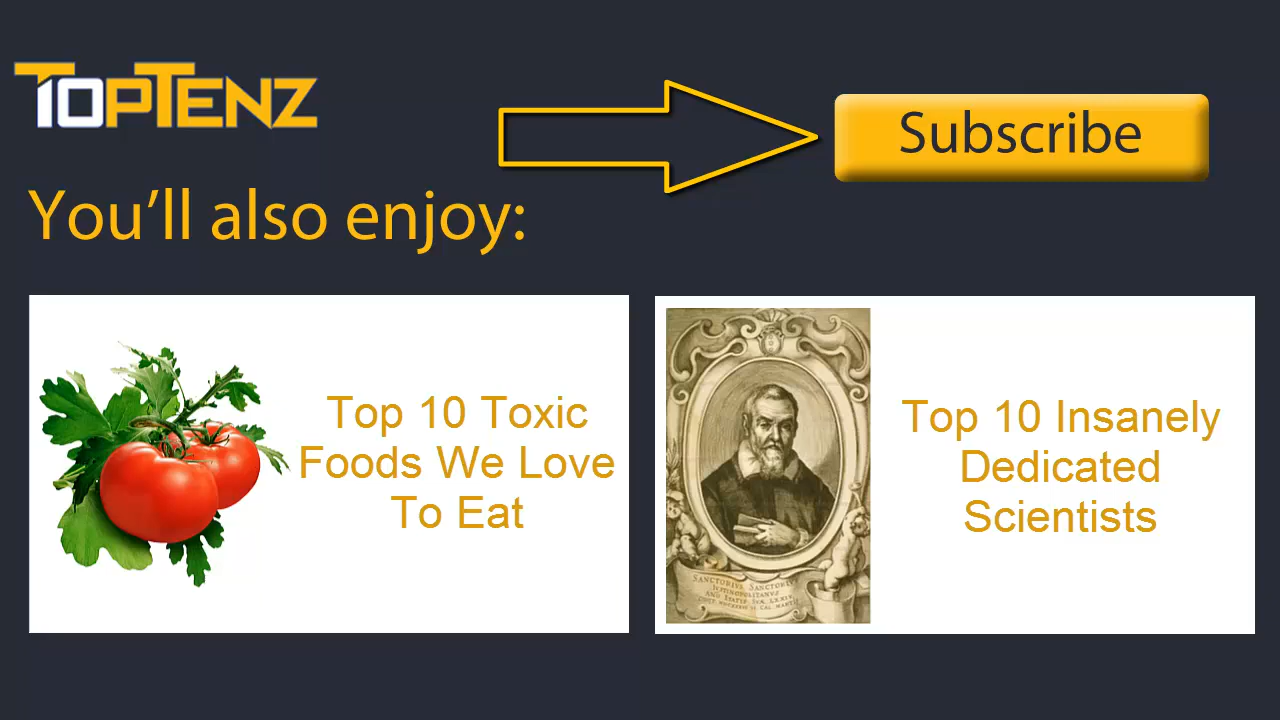 TopTenz
Subscribe
You'll also enjoy:
Top 10 Toxic
Foods We Love
To Eat
Top 10 Insanely
Dedicated
Scientists
SANCTORIVS SANCTORIVS